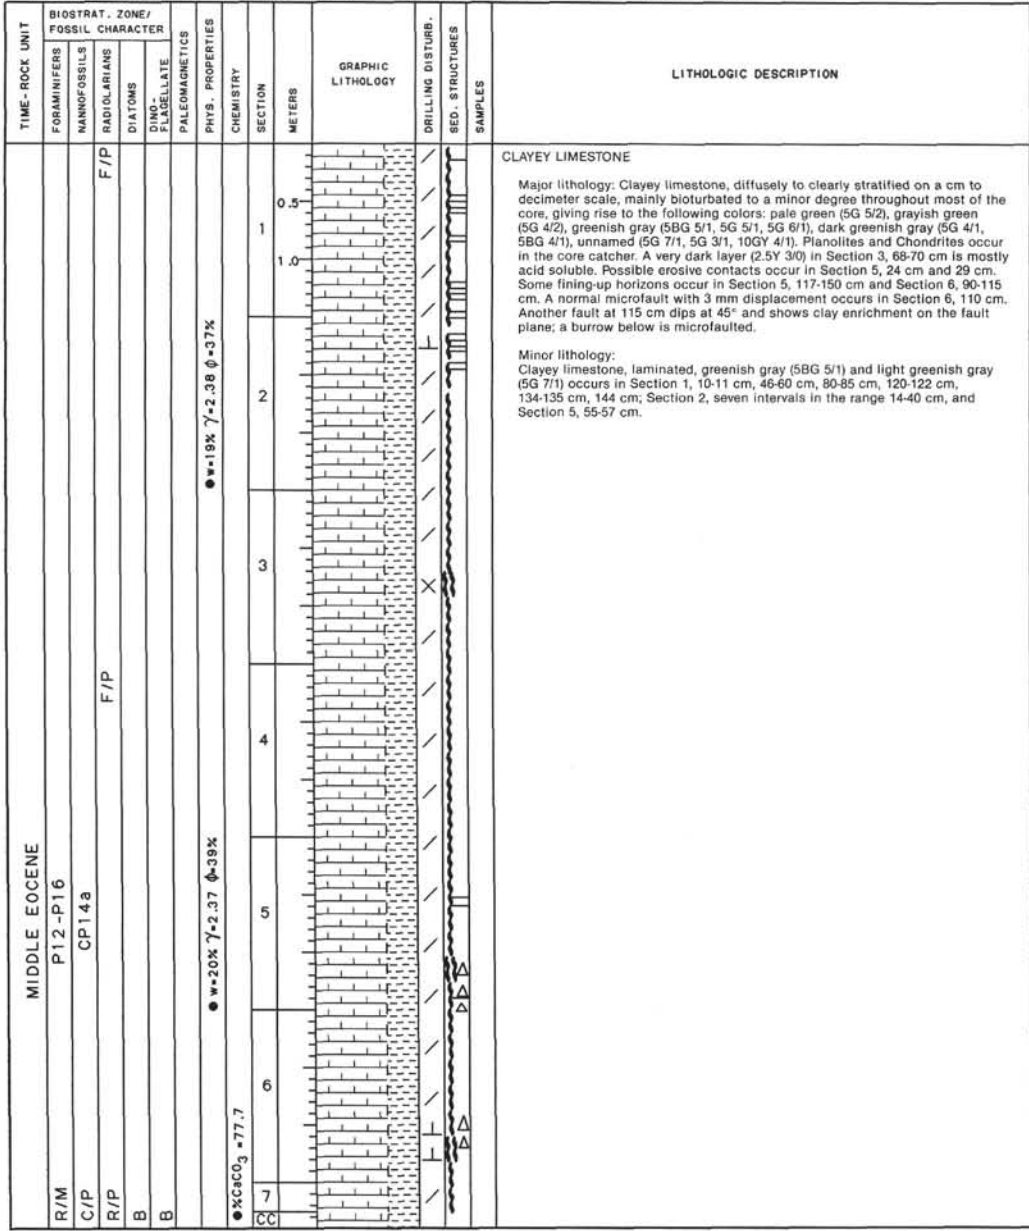 TIME-ROCK UNIT
BIOSTRAT. ZONE/
FOSSIL CHARACTER
FORAMINIFERS
NANNOFOSSILS
RADIOLARIANS
DIATOMS
DINO-
FLAGELLATE
PALEOMAGNETICS
PHYS. PROPERTIES
CHEMISTRY
SECTION
METERS
GRAPHIC
LITHOLOGY
DRILLING DISTURB.
SED. STRUCTURES
SAMPLES
LITHOLOGIC DESCRIPTION
MIDDLE EOCENE
P12-P16
R/M
CP14a
C/P
F/P
F/P
R/P
B
B
●w=19% γ=2.38 ϕ=37%
●w=20% γ=2.37 ϕ=39%
●%CaCO3 =77.7
1
2
3
4
5
6
7
CC
0.5
1.0
CLAYEY LIMESTONE
Major lithology: Clayey limestone, diffusely to clearly stratified on a cm to
decimeter scale, mainly bioturbated to a minor degree throughout most of the
core, giving rise to the following colors: pale green (5G 5/2), grayish green
(5G 4/2), greenish gray (5BG 5/1, 5G 5/1, 5G 6/1), dark greenish gray (5G 4/1,
5BG 4/1), unnamed (5G 7/1, 5G 3/1, 10GY 4/1). Planolites and Chondrites occur
in the core catcher. A very dark layer (2.5Y 3/0) in Section 3, 68-70 cm is mostly
acid soluble. Possible erosive contacts occur in Section 5, 24 cm and 29 cm.
Some fining-up horizons occur in Section 5, 117-150 cm and Section 6, 90-115
cm. A normal microfault with 3 mm displacement occurs in Section 6, 110 cm.
Another fault at 115 cm dips at 45° and shows clay enrichment on the fault
plane; a burrow below is microfaulted.
Minor lithology:
Clayey limestone, laminated, greenish gray (5BG 5/1) and light greenish gray
(5G 7/1) occurs in Section 1, 10-11 cm, 46-60 cm, 80-85 cm, 120-122 cm,
134-135 cm, 144 cm; Section 2, seven intervals in the range 14-40 cm, and
Section 5, 55-57 cm.